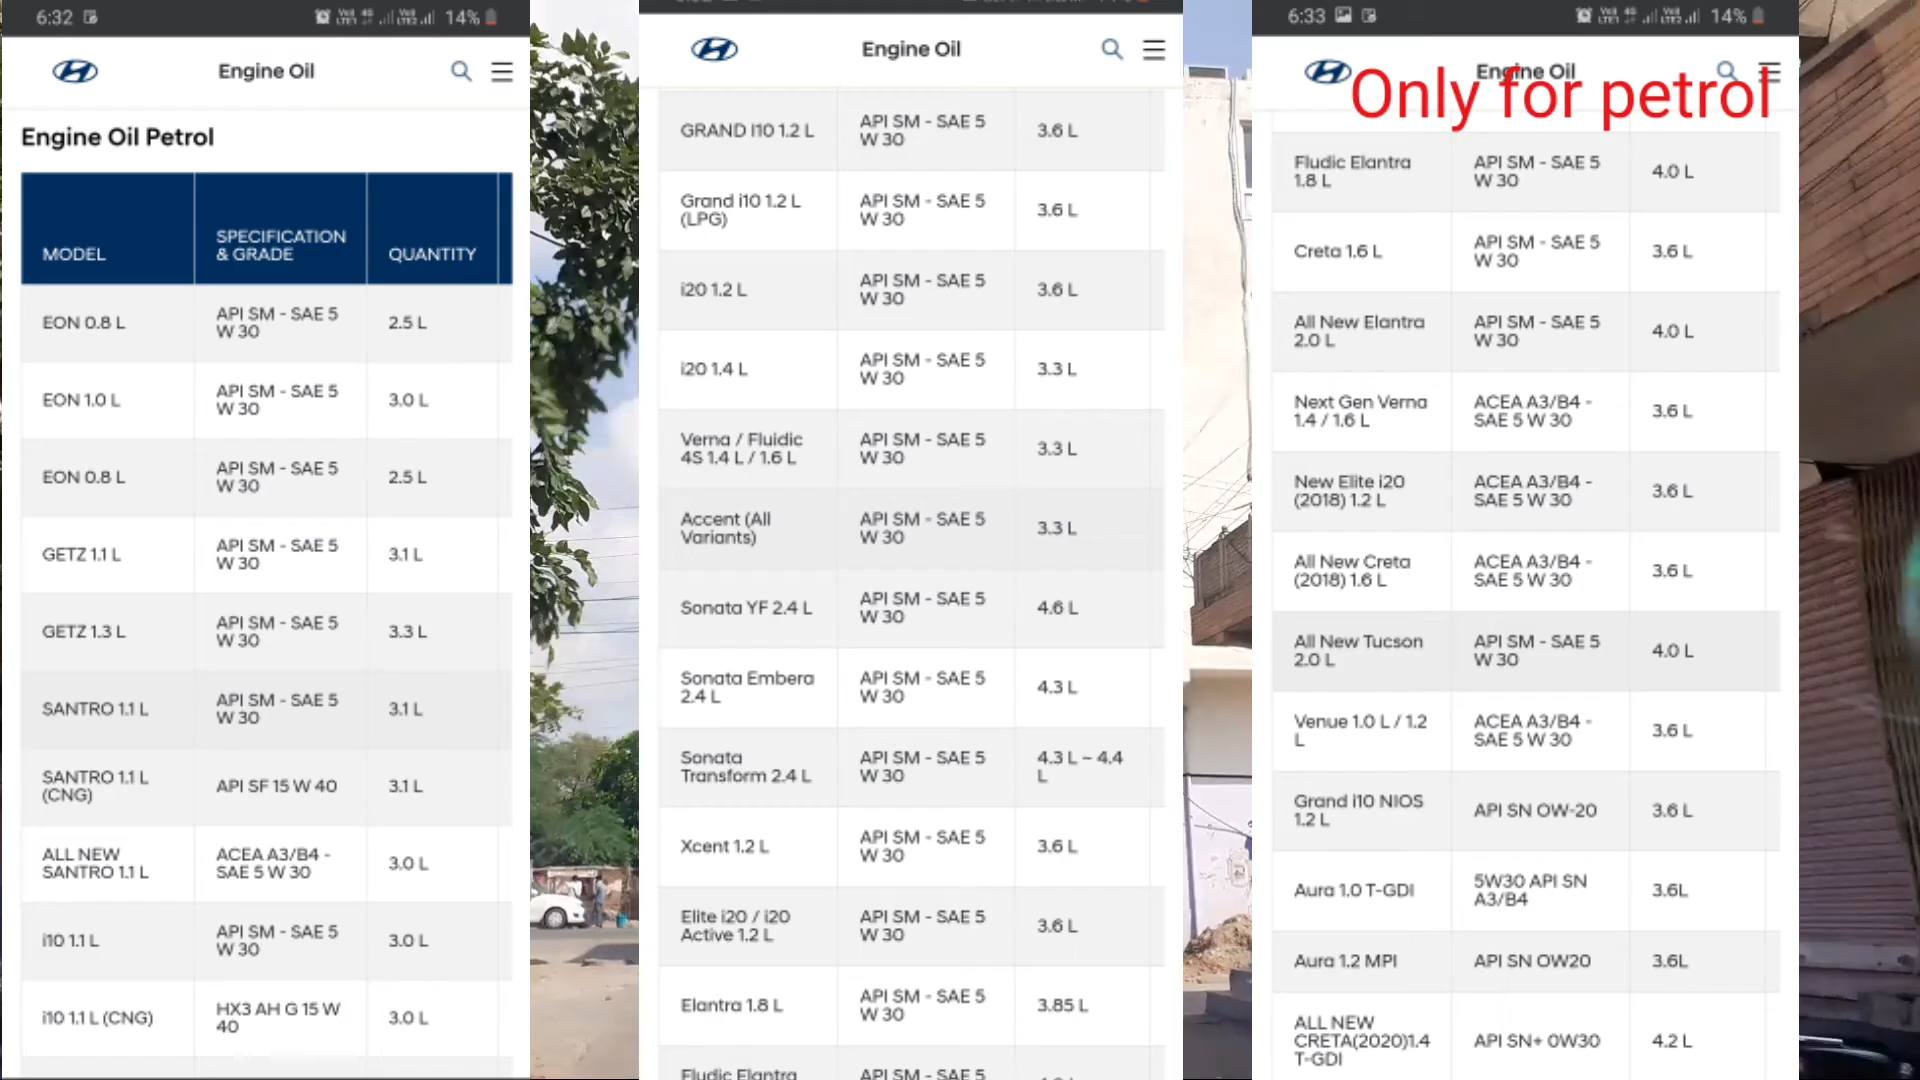 6:32
14%
Engine Oil
Engine Oil Petrol
MODEL
SPECIFICATION
& GRADE
QUANTITY
EON 0.8 L
API SM - SAE 5
W 30
2.5 L
EON 1.0 L
API SM - SAE 5
W 30
3.0 L
EON 0.8 L
API SM - SAE 5
W 30
2.5 L
GETZ 1.1 L
API SM - SAE 5
W 30
3.1 L
GETZ 1.3 L
API SM - SAE 5
W 30
3.3 L
SANTRO 1.1 L
API SM - SAE 5
W 30
3.1 L
SANTRO 1.1 L
(CNG)
API SF 15 W 40
3.1 L
ALL NEW
SANTRO 1.1 L
ACEA A3/B4 -
SAE 5 W 30
3.0 L
i10 1.1 L
API SM - SAE 5
W 30
3.0 L
i10 1.1 L (CNG)
HX3 AH G 15 W
40
3.0 L
Engine Oil
GRAND I10 1.2 L
API SM - SAE 5
W 30
3.6 L
Grand i10 1.2 L
(LPG)
API SM - SAE 5
W 30
3.6 L
i20 1.2 L
API SM - SAE 5
W 30
3.6 L
i20 1.4 L
API SM - SAE 5
W 30
3.3 L
Verna / Fluidic
4S 1.4 L / 1.6 L
API SM - SAE 5
W 30
3.3 L
Accent (All
Variants)
API SM - SAE 5
W 30
3.3 L
Sonata YF 2.4 L
API SM - SAE 5
W 30
4.6 L
Sonata Embera
2.4 L
API SM - SAE 5
W 30
4.3 L
Sonata
Transform 2.4 L
API SM - SAE 5
W 30
4.3 L ~ 4.4
L
Xcent 1.2 L
API SM - SAE 5
W 30
3.6 L
Elite i20 / i20
Active 1.2 L
API SM - SAE 5
W 30
3.6 L
Elantra 1.8 L
API SM - SAE 5
W 30
3.85 L
Fludic Elantra
API SM - SAE 5
6:33
14%
Engine Oil
Only for petrol
Fludic Elantra
1.8 L
API SM - SAE 5
W 30
4.0 L
Creta 1.6 L
API SM - SAE 5
W 30
3.6 L
All New Elantra
2.0 L
API SM - SAE 5
W 30
4.0 L
Next Gen Verna
1.4 / 1.6 L
ACEA A3/B4 -
SAE 5 W 30
3.6 L
New Elite i20
(2018) 1.2 L
ACEA A3/B4 -
SAE 5 W 30
3.6 L
All New Creta
(2018) 1.6 L
ACEA A3/B4 -
SAE 5 W 30
3.6 L
All New Tucson
2.0 L
API SM - SAE 5
W 30
4.0 L
Venue 1.0 L / 1.2
L
ACEA A3/B4 -
SAE 5 W 30
3.6 L
Grand i10 NIOS
1.2 L
API SN 0W-20
3.6 L
Aura 1.0 T-GDI
5W30 API SN
A3/B4
3.6L
Aura 1.2 MPI
API SN 0W20
3.6L
ALL NEW
CRETA(2020)1.4
T-GDI
API SN+ 0W30
4.2 L